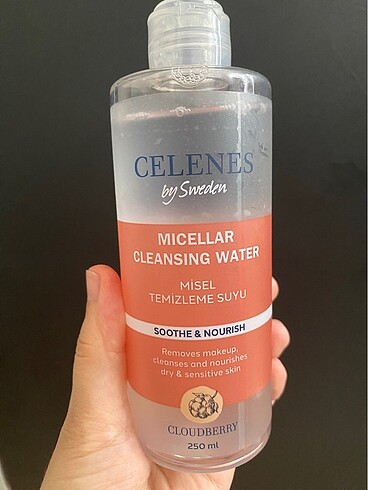 CELENES
by Sweden
MICELLAR
CLEANSING WATER
MİSEL
TEMİZLEME SUYU
SOOTHE & NOURISH
Removes makeup,
cleanses and nourishes
dry & sensitive skin
CLOUDBERRY
250 ml